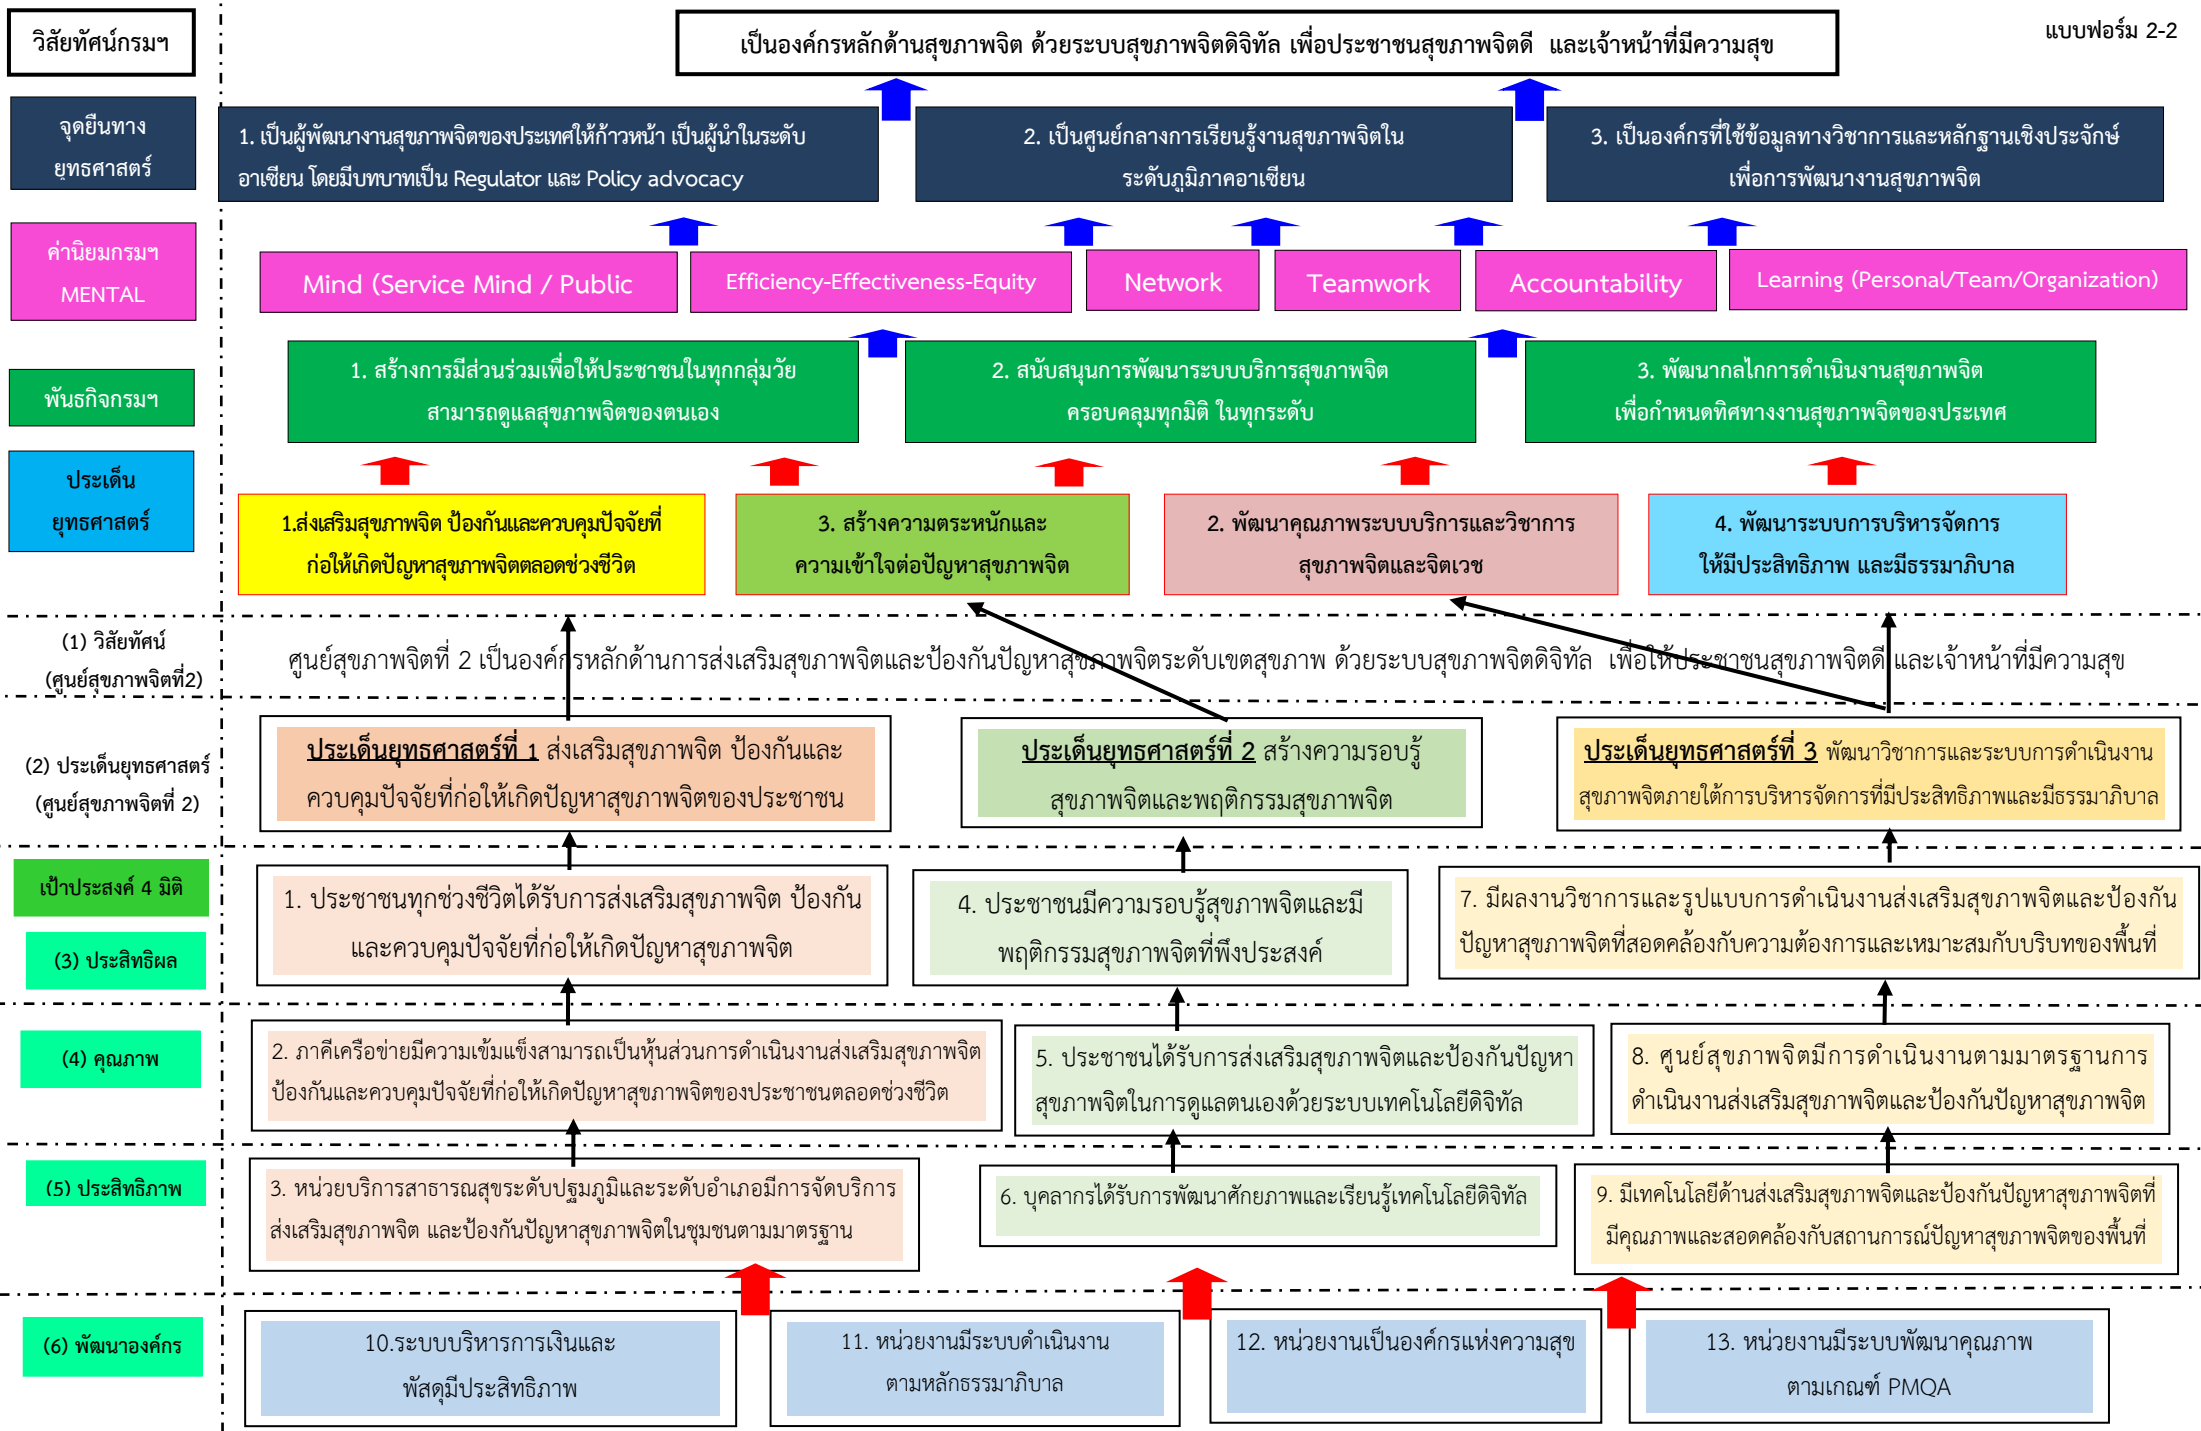 วิสัยทัศน์กรมฯ
เป็นองค์กรหลักด้านสุขภาพจิต ด้วยระบบสุขภาพจิตดิจิทัล เพื่อประชาชนสุขภาพจิตดี และเจ้าหน้าที่มีความสุข
แบบฟอร์ม 2-2
จุดยืนทาง
ยุทธศาสตร์
1. เป็นผู้พัฒนางานสุขภาพจิตของประเทศให้ก้าวหน้า เป็นผู้นำในระดับ
อาเซียน โดยมีบทบาทเป็น Regulator และ Policy advocacy
2. เป็นศูนย์กลางการเรียนรู้งานสุขภาพจิตใน
ระดับภูมิภาคอาเซียน
3. เป็นองค์กรที่ใช้ข้อมูลทางวิชาการและหลักฐานเชิงประจักษ์
เพื่อการพัฒนางานสุขภาพจิต
ค่านิยมกรมฯ
MENTAL
Mind (Service Mind / Public
Efficiency-Effectiveness-Equity
Network
Teamwork
Accountability
Learning (Personal/Team/Organization)
พันธกิจกรมฯ
1. สร้างการมีส่วนร่วมเพื่อให้ประชาชนในทุกกลุ่มวัย
สามารถดูแลสุขภาพจิตของตนเอง
2. สนับสนุนการพัฒนาระบบบริการสุขภาพจิต
ครอบคลุมทุกมิติ ในทุกระดับ
3. พัฒนากลไกการดำเนินงานสุขภาพจิต
เพื่อกำหนดทิศทางงานสุขภาพจิตของประเทศ
ประเด็น
ยุทธศาสตร์
1.ส่งเสริมสุขภาพจิต ป้องกันและควบคุมปัจจัยที่
ก่อให้เกิดปัญหาสุขภาพจิตตลอดช่วงชีวิต
3. สร้างความตระหนักและ
ความเข้าใจต่อปัญหาสุขภาพจิต
2. พัฒนาคุณภาพระบบบริการและวิชาการ
สุขภาพจิตและจิตเวช
4. พัฒนาระบบการบริหารจัดการ
ให้มีประสิทธิภาพ และมีธรรมาภิบาล
(1) วิสัยทัศน์
(ศูนย์สุขภาพจิตที่2)
ศูนย์สุขภาพจิตที่ 2 เป็นองค์กรหลักด้านการส่งเสริมสุขภาพจิตและป้องกันปัญหาสุขภาพจิตระดับเขตสุขภาพ ด้วยระบบสุขภาพจิตดิจิทัล เพื่อให้ประชาชนสุขภาพจิตดี และเจ้าหน้าที่มีความสุข
(2) ประเด็นยุทธศาสตร์
(ศูนย์สุขภาพจิตที่ 2)
ประเด็นยุทธศาสตร์ที่ 1 ส่งเสริมสุขภาพจิต ป้องกันและ
ควบคุมปัจจัยที่ก่อให้เกิดปัญหาสุขภาพจิตของประชาชน
ประเด็นยุทธศาสตร์ที่ 2 สร้างความรอบรู้
สุขภาพจิตและพฤติกรรมสุขภาพจิต
ประเด็นยุทธศาสตร์ที่ 3 พัฒนาวิชาการและระบบการดำเนินงาน
สุขภาพจิตภายใต้การบริหารจัดการที่มีประสิทธิภาพและมีธรรมาภิบาล
เป้าประสงค์ 4 มิติ
(3) ประสิทธิผล
1. ประชาชนทุกช่วงชีวิตได้รับการส่งเสริมสุขภาพจิต ป้องกัน
และควบคุมปัจจัยที่ก่อให้เกิดปัญหาสุขภาพจิต
4. ประชาชนมีความรอบรู้สุขภาพจิตและมี
พฤติกรรมสุขภาพจิตที่พึงประสงค์
7. มีผลงานวิชาการและรูปแบบการดำเนินงานส่งเสริมสุขภาพจิตและป้องกัน
ปัญหาสุขภาพจิตที่สอดคล้องกับความต้องการและเหมาะสมกับบริบทของพื้นที่
(4) คุณภาพ
2. ภาคีเครือข่ายมีความเข้มแข็งสามารถเป็นหุ้นส่วนการดำเนินงานส่งเสริมสุขภาพจิต
ป้องกันและควบคุมปัจจัยที่ก่อให้เกิดปัญหาสุขภาพจิตของประชาชนตลอดช่วงชีวิต
5. ประชาชนได้รับการส่งเสริมสุขภาพจิตและป้องกันปัญหา
สุขภาพจิตในการดูแลตนเองด้วยระบบเทคโนโลยีดิจิทัล
8. ศูนย์สุขภาพจิตมีการดำเนินงานตามมาตรฐานการ
ดำเนินงานส่งเสริมสุขภาพจิตและป้องกันปัญหาสุขภาพจิต
(5) ประสิทธิภาพ
3. หน่วยบริการสาธารณสุขระดับปฐมภูมิและระดับอำเภอมีการจัดบริการ
ส่งเสริมสุขภาพจิต และป้องกันปัญหาสุขภาพจิตในชุมชนตามมาตรฐาน
6. บุคลากรได้รับการพัฒนาศักยภาพและเรียนรู้เทคโนโลยีดิจิทัล
9. มีเทคโนโลยีด้านส่งเสริมสุขภาพจิตและป้องกันปัญหาสุขภาพจิตที่
มีคุณภาพและสอดคล้องกับสถานการณ์ปัญหาสุขภาพจิตของพื้นที่
(6) พัฒนาองค์กร
10.ระบบบริหารการเงินและ
พัสดุมีประสิทธิภาพ
11. หน่วยงานมีระบบดำเนินงาน
ตามหลักธรรมาภิบาล
12. หน่วยงานเป็นองค์กรแห่งความสุข
13. หน่วยงานมีระบบพัฒนาคุณภาพ
ตามเกณฑ์ PMQA